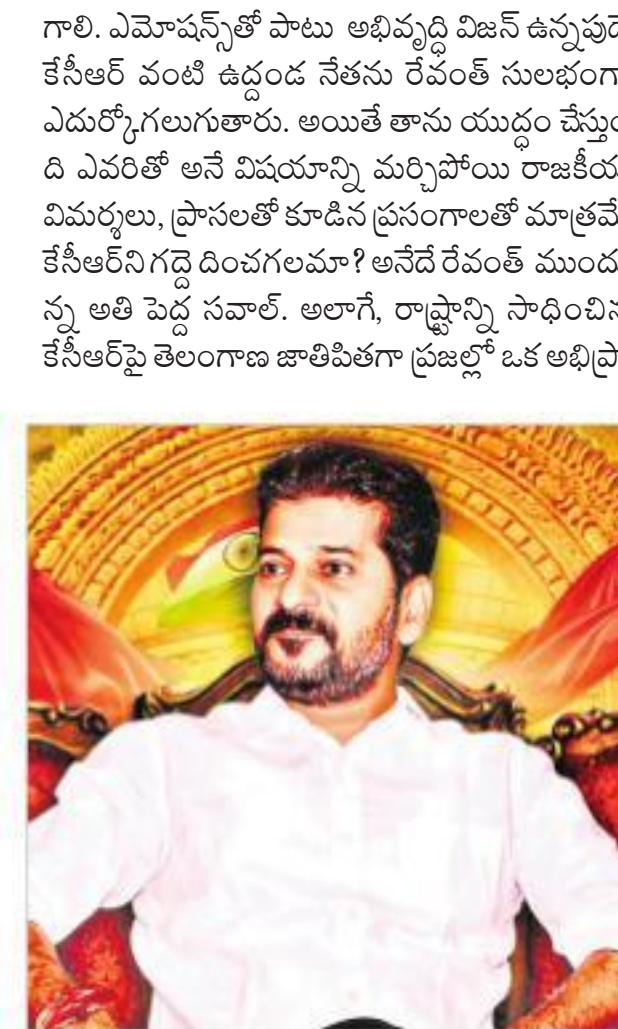 గాలి. ఎమోషన్స్‌తో పాటు అభివృద్ధి విజన్ ఉన్నపుడే
కేసీఆర్ వంటి ఉద్దండ నేతను రేవంత్ సులభంగా
ఎదుర్కోగలుగుతారు. అయితే తాను యుద్ధం చేస్తుం
ది ఎవరితో అనే విషయాన్ని మర్చిపోయి రాజకీయ
విమర్శలు, ప్రాసలతో కూడిన ప్రసంగాలతో మాత్రమే
కేసీఆర్‌ని గద్దె దించగలమా? అనేదే రేవంత్ ముందు
న్న అతి పెద్ద సవాల్. అలాగే, రాష్ట్రాన్ని సాధించిన
కేసీఆర్‌పై తెలంగాణ జాతిపితగా ప్రజల్లో ఒక అభిప్రా